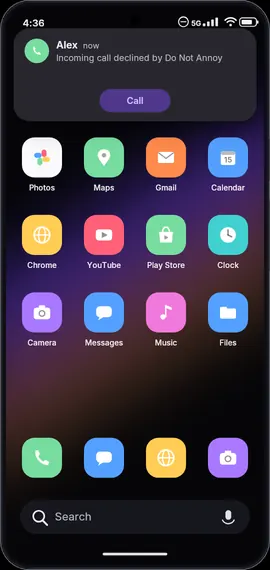 4:36
5G
Alex now
Incoming call declined by Do Not Annoy
Call
Photos Maps Gmail Calendar
15
Chrome YouTube Play Store Clock
Camera Messages Music Files
Search